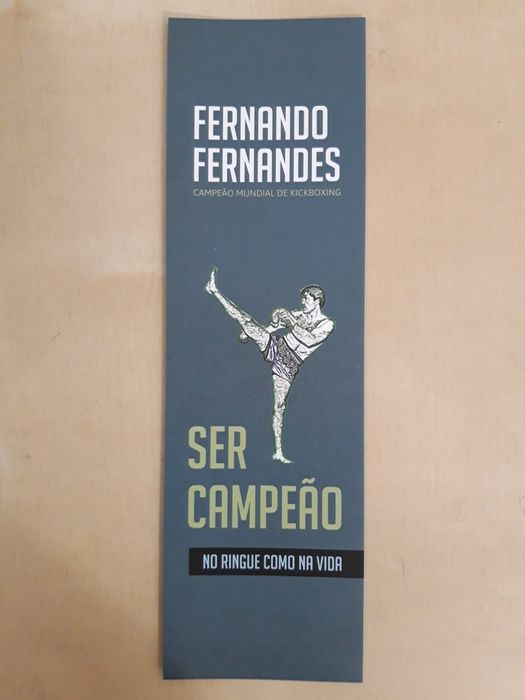 FERNANDO
FERNANDES
CAMPEÃO MUNDIAL DE KICKBOXING
SER
CAMPEÃO
NO RINGUE COMO NA VIDA